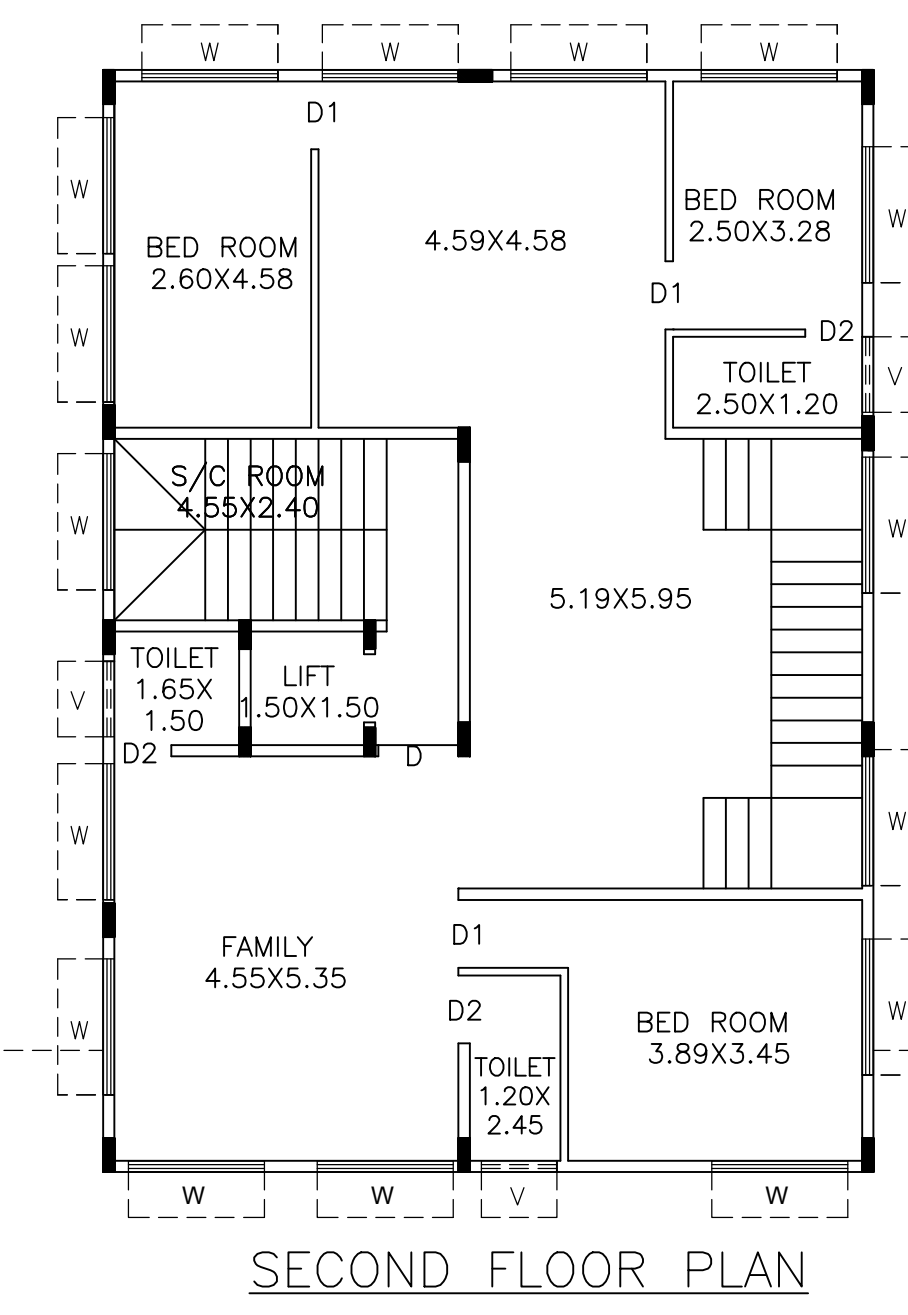 W W W W
D1
W
W
BED ROOM
2.50X3.28
W
4.59X4.58
BED ROOM
2.60X4.58
D1
W
D2
TOILET
2.50X1.20
V
S/C ROOM
4.55X2.40
W
W
5.19X5.95
TOILET
1.65X
1.50
LIFT
1.50X1.50
V
D2
D
W
W
FAMILY
4.55X5.35
D1
D2
W
W
BED ROOM
3.89X3.45
TOILET
1.20X
2.45
W W V W
SECOND FLOOR PLAN